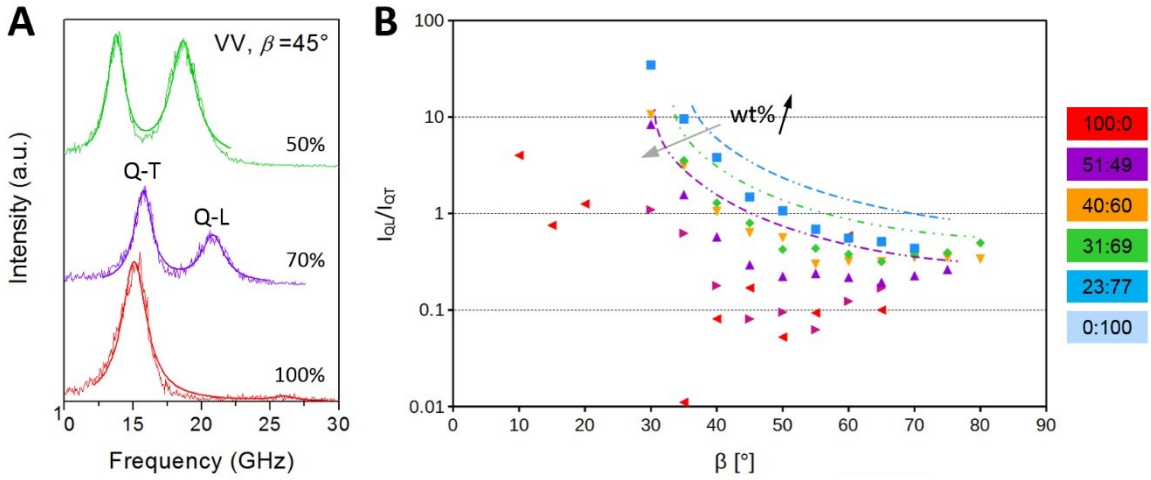 A
VV, β =45°
50%
Q-T
Q-L
70%
100%
10 15 20 25 30
Frequency (GHz)
Intensity (a.u.)
B
100
10
1
0.1
0.01
0 10 20 30 40 50 60 70 80 90
β [°]
I_QL/I_QT
wt%
100:0
51:49
40:60
31:69
23:77
0:100